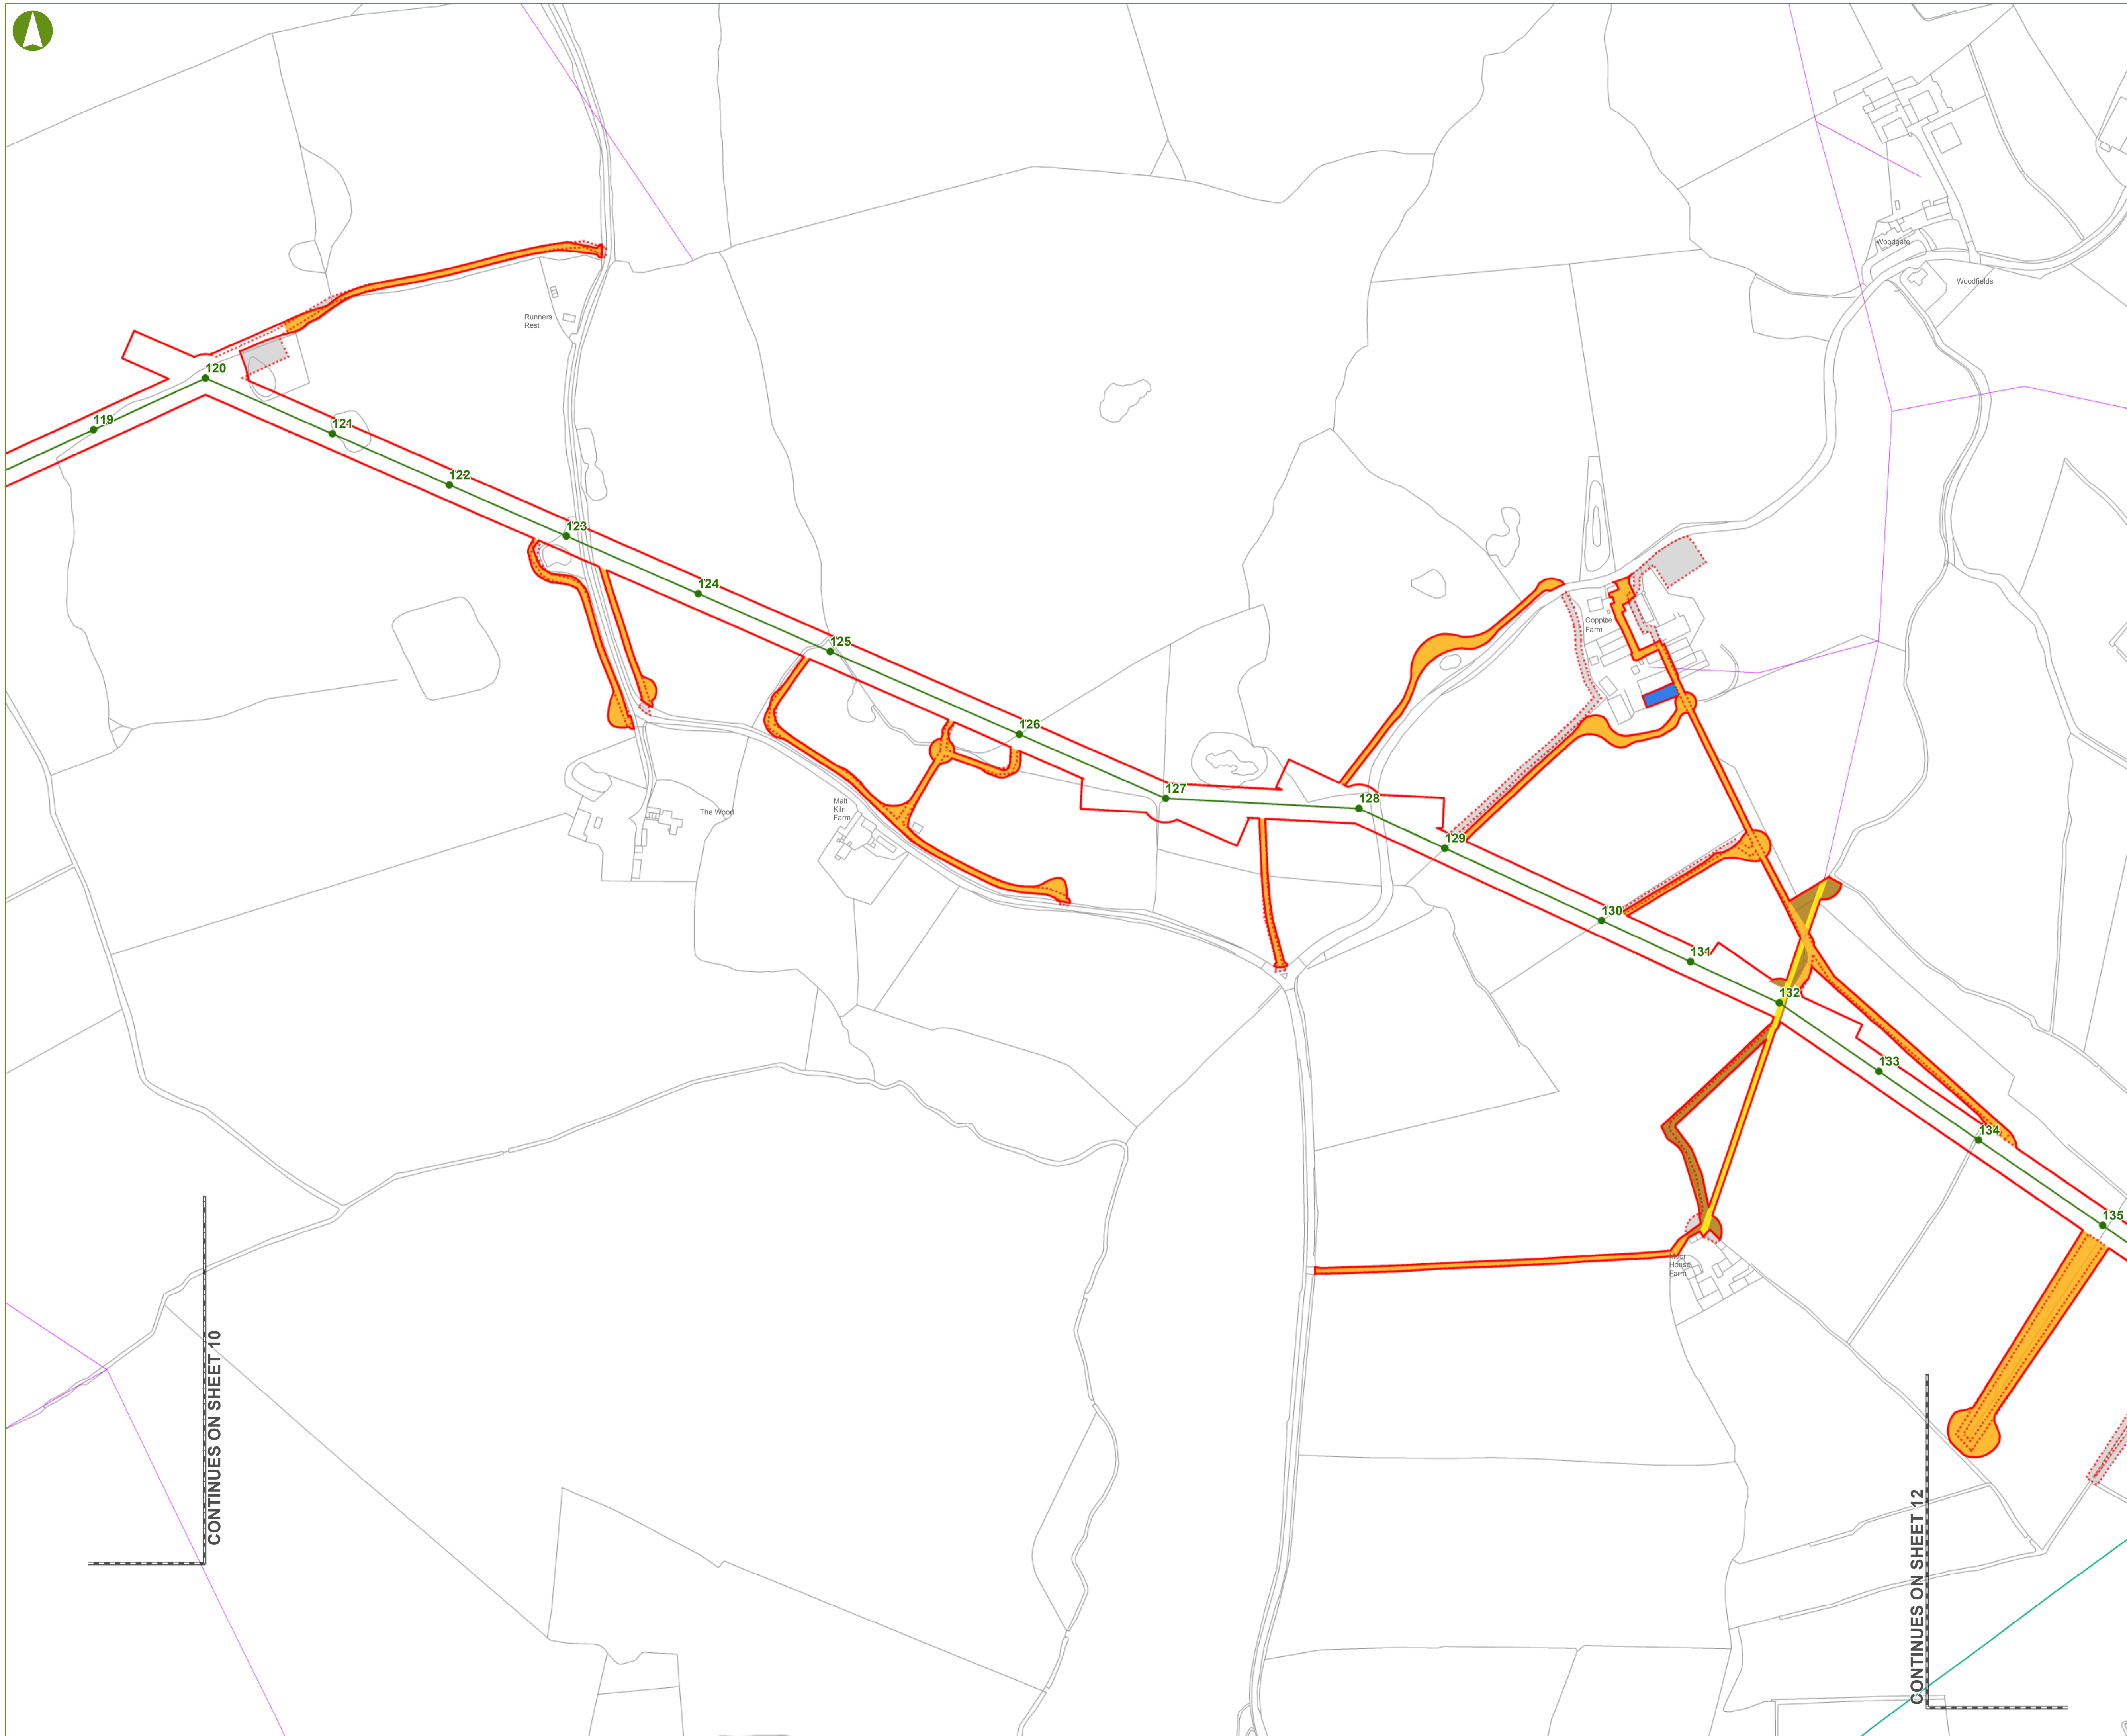 Woodgate
Woodfields
Runners
Rest
120
119
121
122
123
124
125
126
127
128
129
130
131
132
133
134
135
Coppice
Farm
The Wood
Malt
Kiln
Farm
Moor
House
Farm
CONTINUES ON SHEET 10
CONTINUES ON SHEET 12